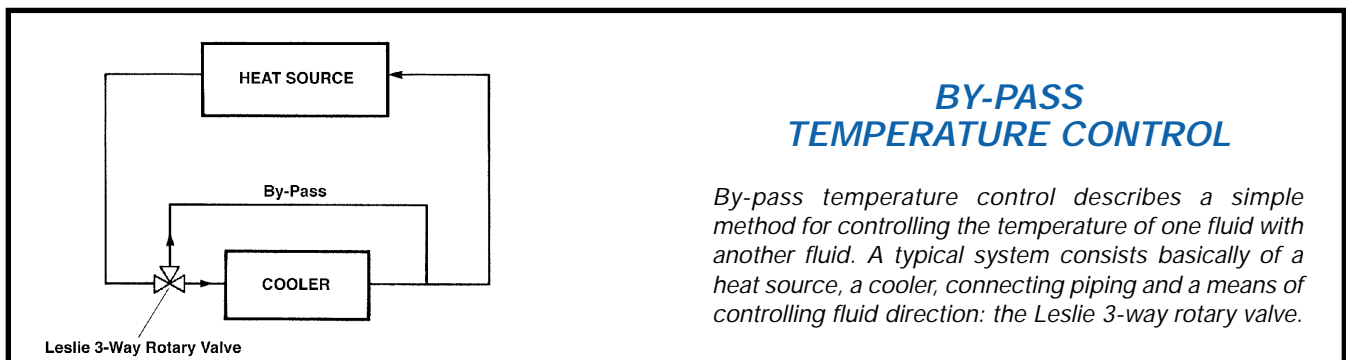 HEAT SOURCE
By-Pass
COOLER
Leslie 3-Way Rotary Valve
BY-PASS
TEMPERATURE CONTROL
By-pass temperature control describes a simple
method for controlling the temperature of one fluid with
another fluid. A typical system consists basically of a
heat source, a cooler, connecting piping and a means of
controlling fluid direction: the Leslie 3-way rotary valve.